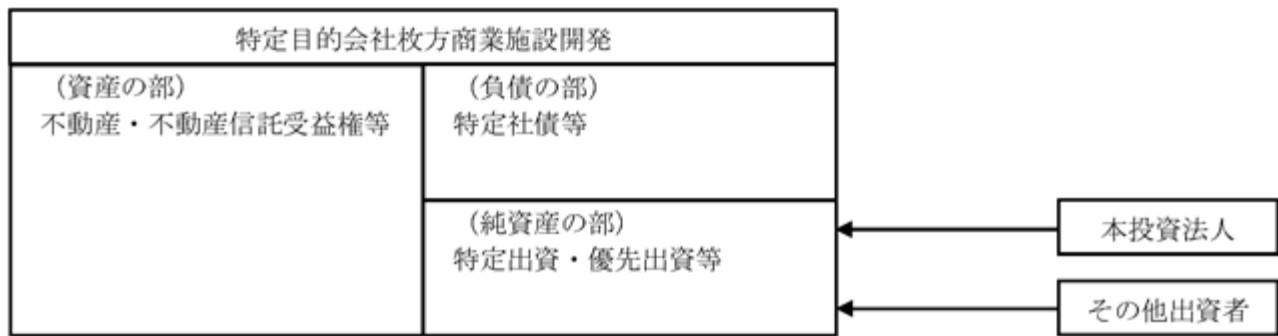 特定目的会社枚方商業施設開発
（資産の部）
不動産・不動産信託受益権等
（負債の部）
特定社債等
（純資産の部）
特定出資・優先出資等
本投資法人
その他出資者